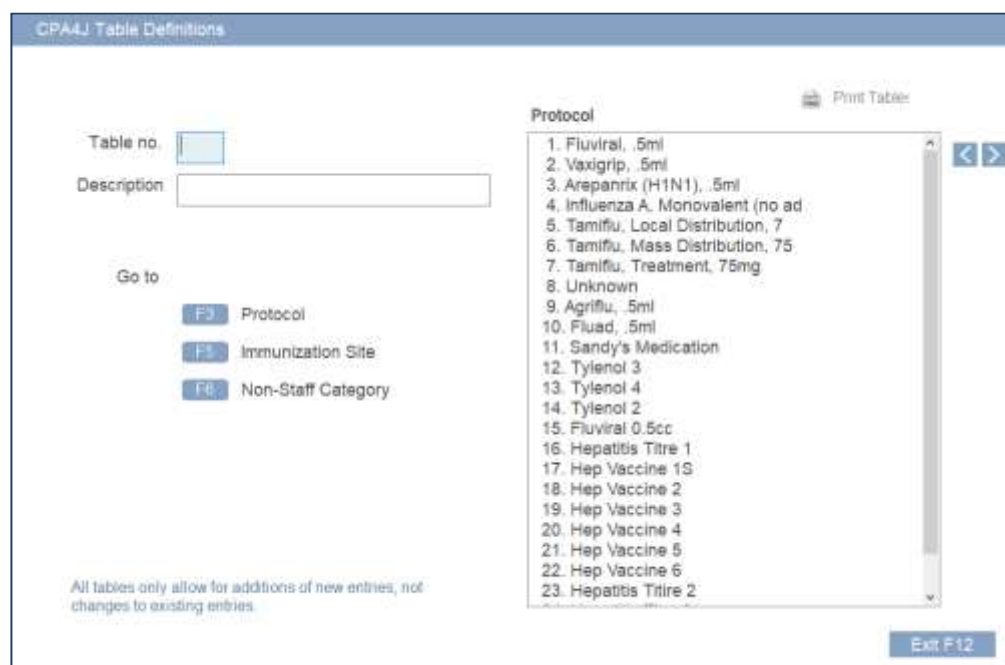 CPA4J Table Definitions
Print Tables
Table no.
Description
Go to
F3 Protocol
F5 Immunization Site
F6 Non-Staff Category
All tables only allow for additions of new entries, not
changes to existing entries.
Protocol
1. Fluviral, .5ml
2. Vaxigrip, .5ml
3. Arepanrix (H1N1), .5ml
4. Influenza A, Monovalent (no ad
5. Tamiflu, Local Distribution, 7
6. Tamiflu, Mass Distribution, 75
7. Tamiflu, Treatment, 75mg
8. Unknown
9. Agriflu, .5ml
10. Fluad, .5ml
11. Sandy's Medication
12. Tylenol 3
13. Tylenol 4
14. Tylenol 2
15. Fluviral 0.5cc
16. Hepatitis Titre 1
17. Hep Vaccine 1S
18. Hep Vaccine 2
19. Hep Vaccine 3
20. Hep Vaccine 4
21. Hep Vaccine 5
22. Hep Vaccine 6
23. Hepatitis Titire 2
Exit F12